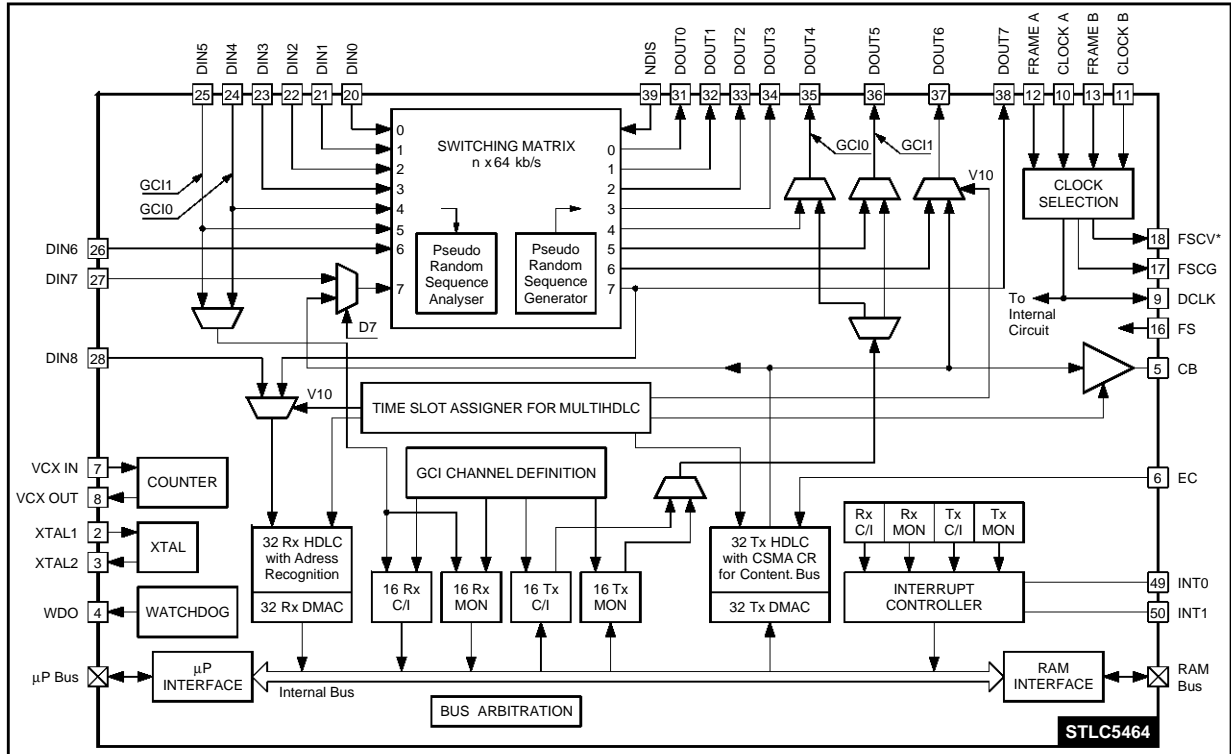 DIN5
DIN4
DIN3
DIN2
DIN1
DIN0
NDIS
DOUT0
DOUT1
DOUT2
DOUT3
DOUT4
DOUT5
DOUT6
DOUT7
FRAME A
CLOCK A
FRAME B
CLOCK B
25 24 23 22 21 20 39 31 32 33 34 35 36 37 38 12 10 13 11
SWITCHING MATRIX
n x 64 kb/s
0
1
2
3
4
5
6
7
0
1
2
3
4
5
6
7
Pseudo
Random
Sequence
Analyser
Pseudo
Random
Sequence
Generator
GCI1
GCI0
GCI0
GCI1
V10
CLOCK
SELECTION
DIN6 26
DIN7 27
D7
DIN8 28
18 FSCV*
17 FSCG
9 DCLK
To
Internal
Circuit
16 FS
5 CB
V10
TIME SLOT ASSIGNER FOR MULTIHDLC
VCX IN 7
VCX OUT 8
COUNTER
GCI CHANNEL DEFINITION
6 EC
XTAL1 2
XTAL2 3
XTAL
32 Rx HDLC
with Adress
Recognition
32 Rx DMAC
16 Rx
C/I
16 Rx
MON
16 Tx
C/I
16 Tx
MON
32 Tx HDLC
with CSMA CR
for Content. Bus
32 Tx DMAC
Rx
C/I
Rx
MON
Tx
C/I
Tx
MON
INTERRUPT
CONTROLLER
49 INT0
50 INT1
WDO 4
WATCHDOG
µP Bus
µP
INTERFACE
Internal Bus
RAM
INTERFACE
RAM
Bus
BUS ARBITRATION
STLC5464